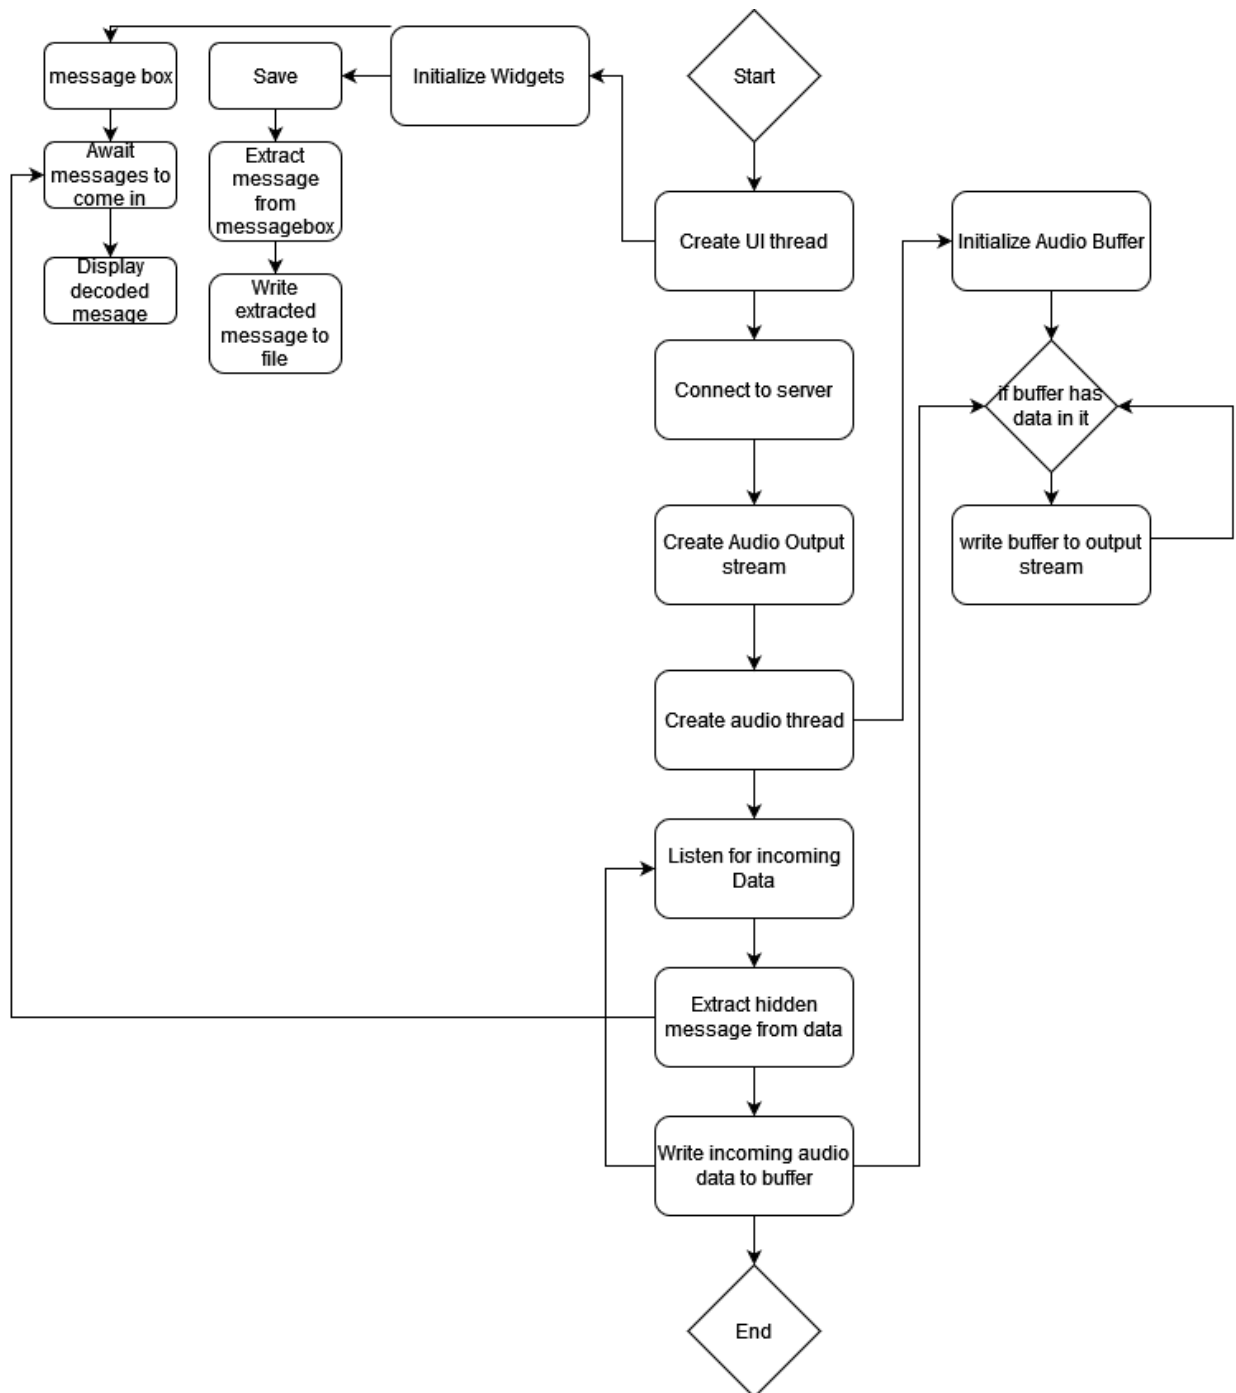 Start
Initialize Widgets
Save
message box
Await
messages to
come in
Extract
message
from
messagebox
Display
decoded
mesage
Write
extracted
message to
file
Create UI thread
Initialize Audio Buffer
Connect to server
if buffer has
data in it
Create Audio Output
stream
write buffer to output
stream
Create audio thread
Listen for incoming
Data
Extract hidden
message from data
Write incoming audio
data to buffer
End